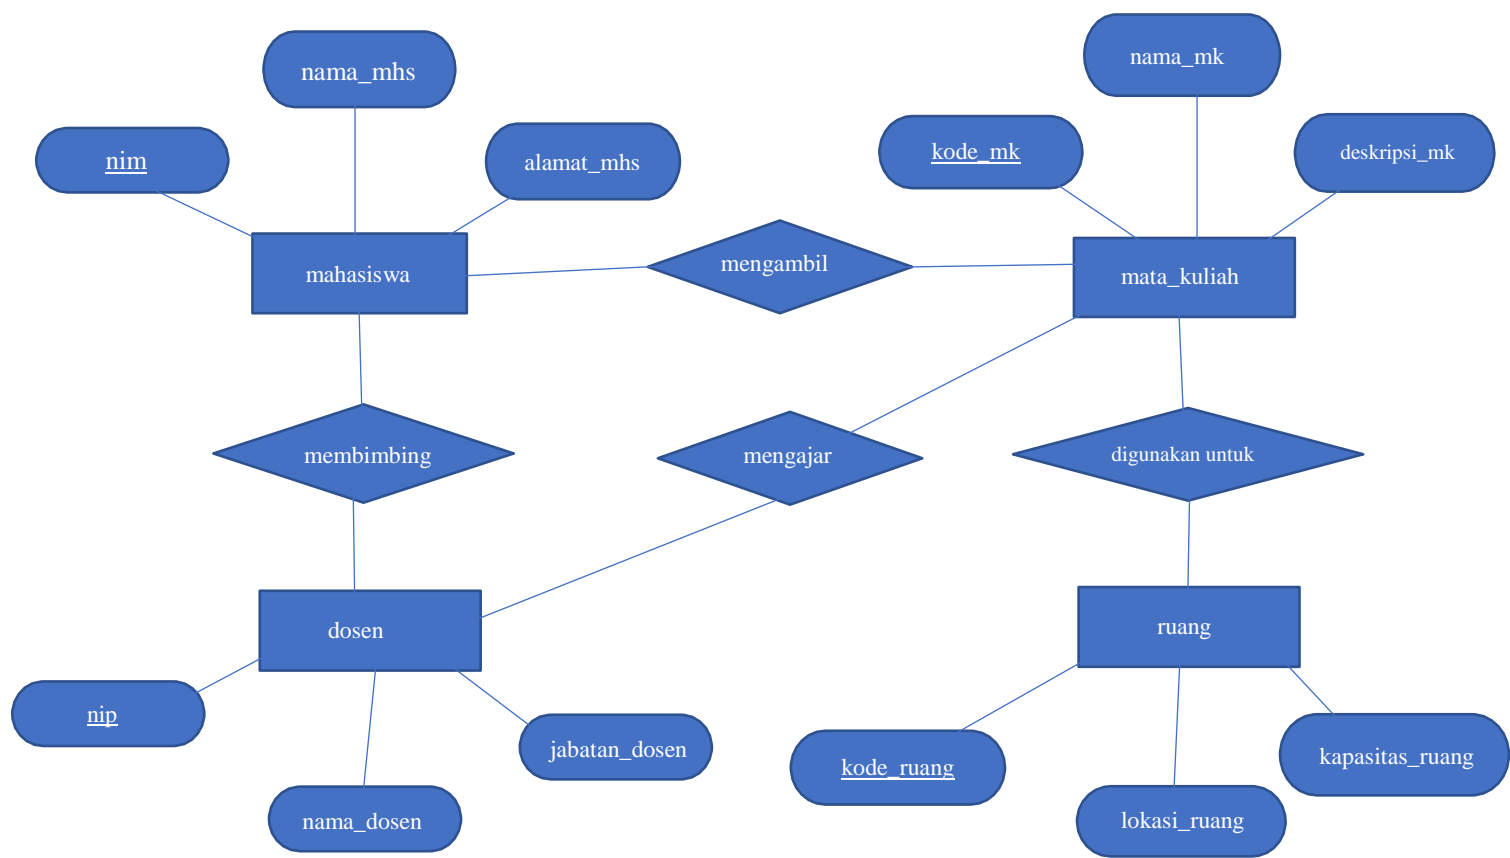 nama_mhs
nama_mk
nim
alamat_mhs
kode_mk
deskripsi_mk
mahasiswa
mengambil
mata_kuliah
membimbing
mengajar
digunakan untuk
dosen
ruang
nip
jabatan_dosen
kode_ruang
kapasitas_ruang
nama_dosen
lokasi_ruang